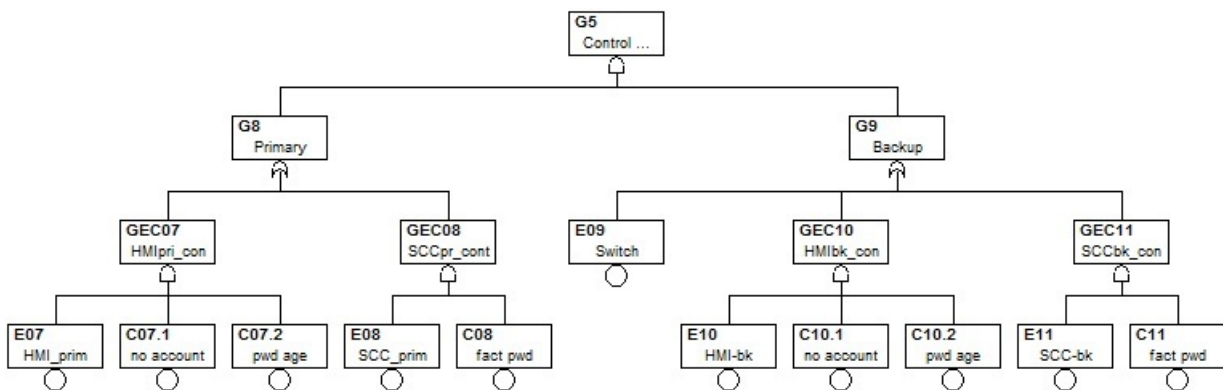 G5
Control ...
G8
Primary
G9
Backup
GEC07
HMIpri_con
GEC08
SCCpr_cont
E09
Switch
GEC10
HMIbk_con
GEC11
SCCbk_con
E07
HMI_prim
C07.1
no account
C07.2
pwd age
E08
SCC_prim
C08
fact pwd
E10
HMI-bk
C10.1
no account
C10.2
pwd age
E11
SCC-bk
C11
fact pwd